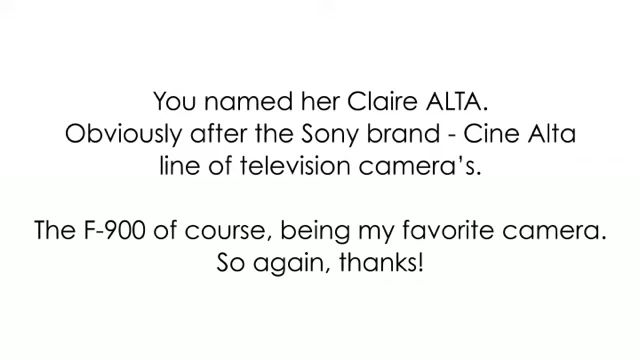 You named her Claire ALTA.
Obviously after the Sony brand - Cine Alta
line of television camera's.
The F-900 of course, being my favorite camera.
So again, thanks!